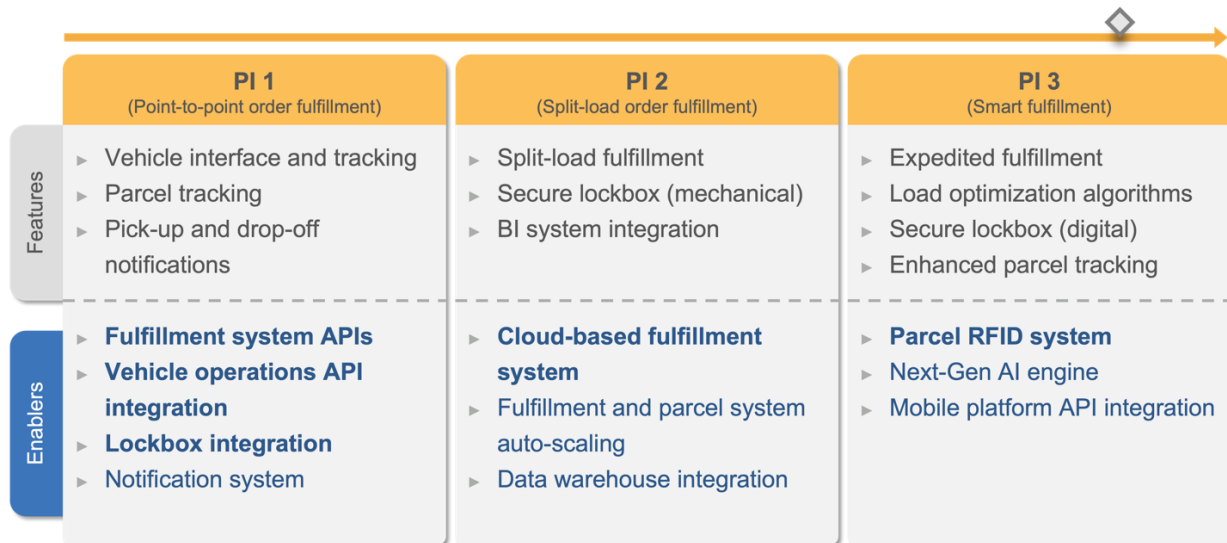 PI 1
(Point-to-point order fulfillment)
PI 2
(Split-load order fulfillment)
PI 3
(Smart fulfillment)
Features
Vehicle interface and tracking
Parcel tracking
Pick-up and drop-off
notifications
Split-load fulfillment
Secure lockbox (mechanical)
BI system integration
Expedited fulfillment
Load optimization algorithms
Secure lockbox (digital)
Enhanced parcel tracking
Enablers
Fulfillment system APIs
Vehicle operations API
integration
Lockbox integration
Notification system
Cloud-based fulfillment
system
Fulfillment and parcel system
auto-scaling
Data warehouse integration
Parcel RFID system
Next-Gen AI engine
Mobile platform API integration